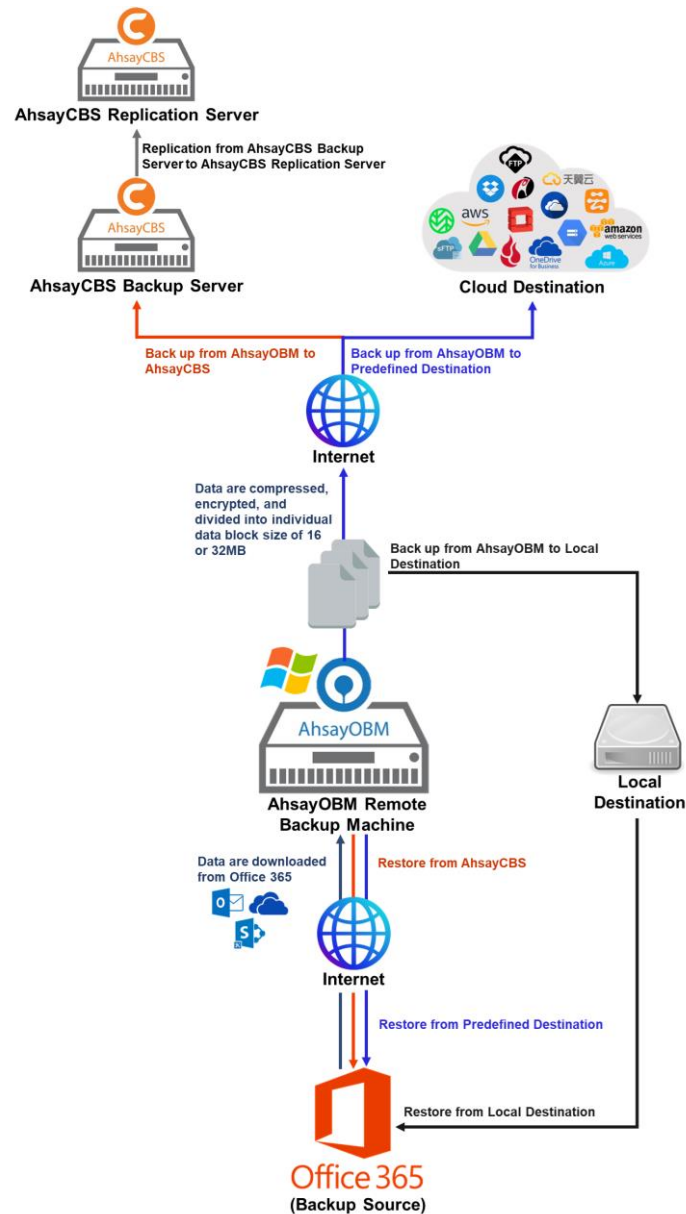 AhsayCBS
AhsayCBS Replication Server
Replication from AhsayCBS Backup
Server to AhsayCBS Replication Server
AhsayCBS
AhsayCBS Backup Server
FTP
天翼云
aws
amazon
web services
sFTP
OneDrive
for Business
Azure
Cloud Destination
Back up from AhsayOBM to
AhsayCBS
Back up from AhsayOBM to
Predefined Destination
Internet
Data are compressed,
encrypted, and
divided into individual
data block size of 16
or 32MB
Back up from AhsayOBM to Local
Destination
AhsayOBM
AhsayOBM Remote
Backup Machine
Local
Destination
Data are downloaded
from Office 365
Restore from AhsayCBS
O
S
Internet
Restore from Predefined Destination
Restore from Local Destination
Office 365
(Backup Source)